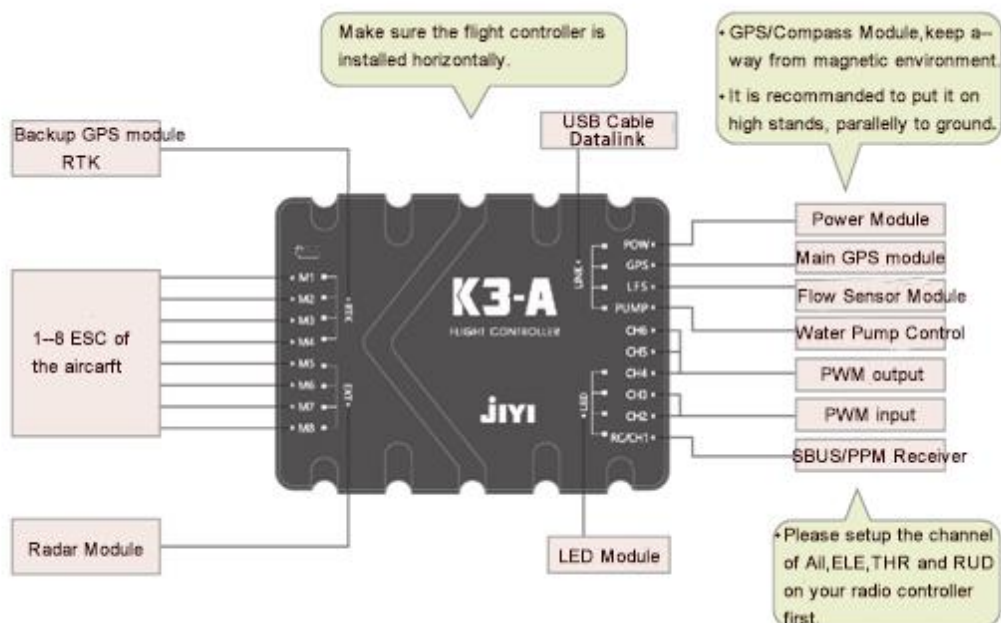 Make sure the flight controller is
installed horizontally.
• GPS/Compass Module,keep a--
way from magnetic environment.
• It is recommanded to put it on
high stands, parallelly to ground.
Backup GPS module
RTK
USB Cable
Datalink
1--8 ESC of
the aircarft
Radar Module
M1
M2
M3
M4
M5
M6
M7
M8
RTK
EXT
K3-A
FLIGHT CONTROLLER
JIYI
LINK
LED
POW
GPS
LFS
PUMP
CH6
CH5
CH4
CH3
CH2
RC/CH1
Power Module
Main GPS module
Flow Sensor Module
Water Pump Control
PWM output
PWM input
SBUS/PPM Receiver
LED Module
• Please setup the channel
of Ail,ELE,THR and RUD
on your radio controller
first.